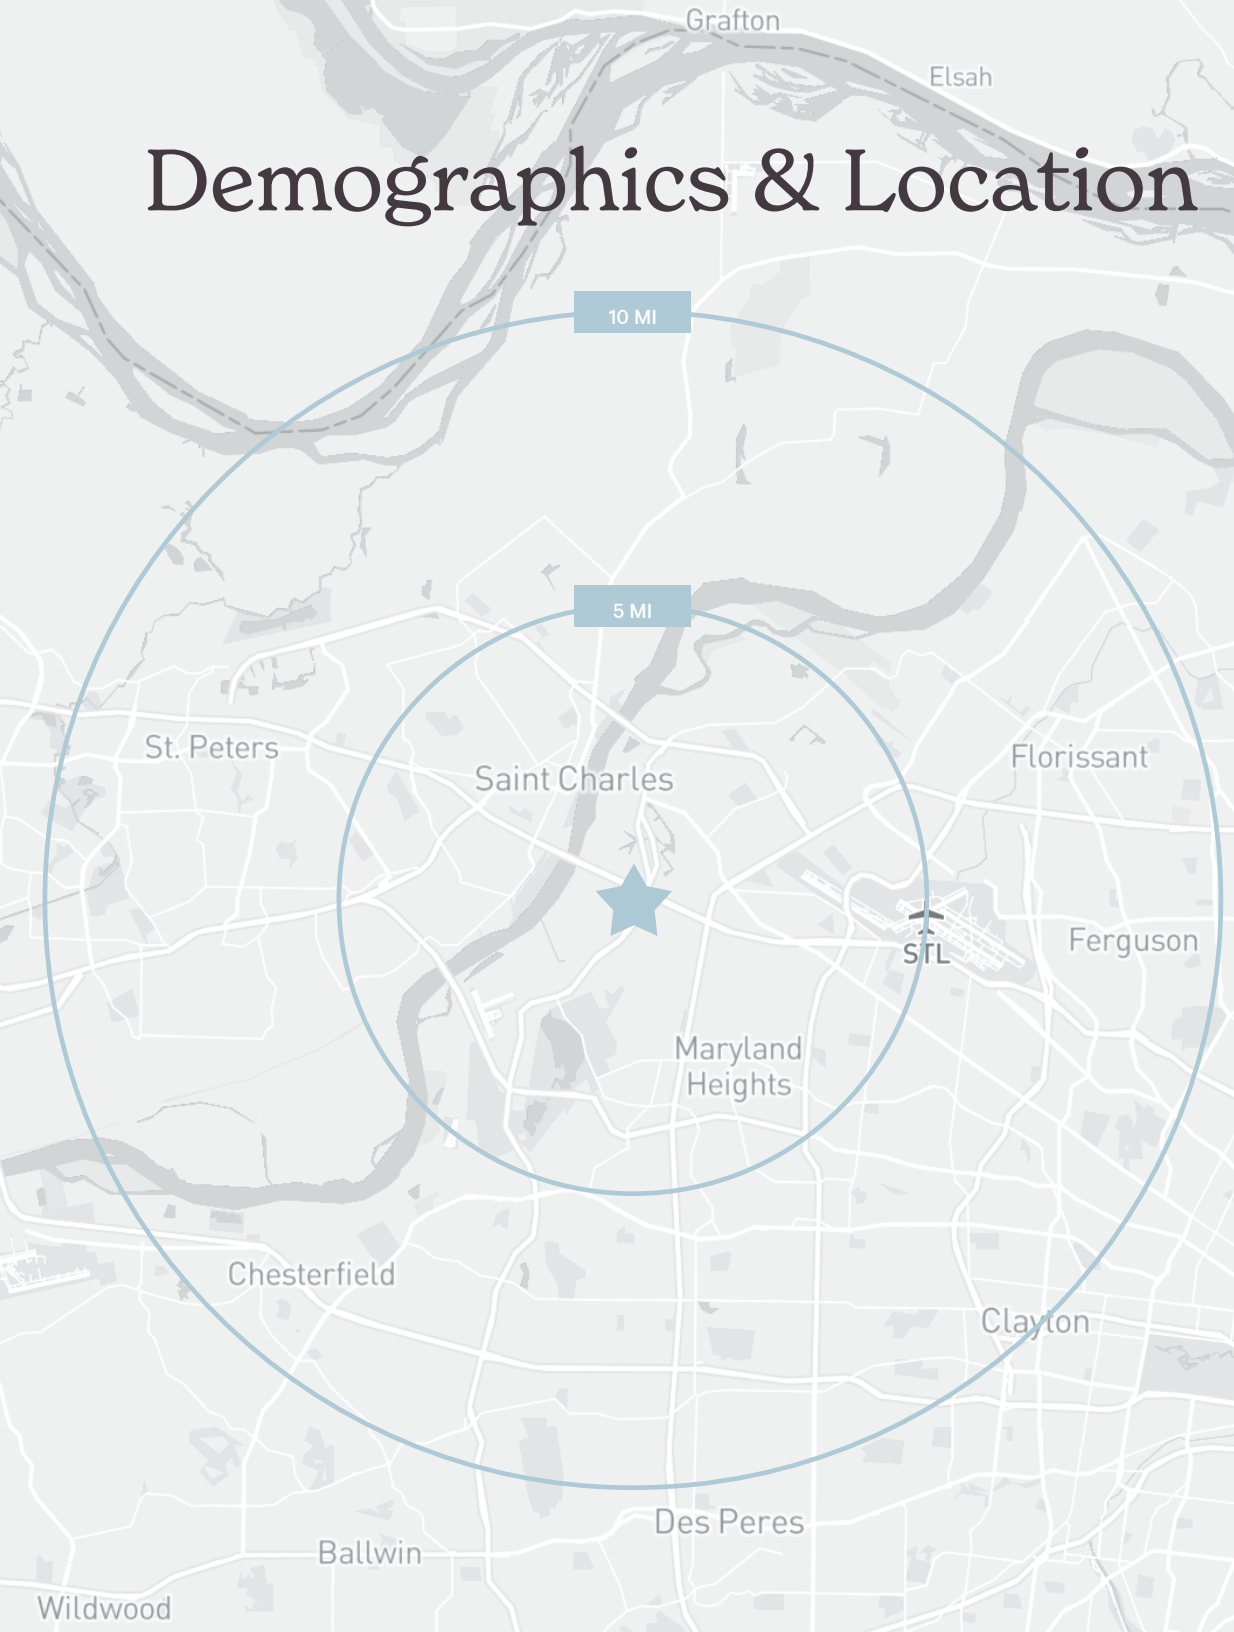 Grafton
Elsah
Demographics & Location
10 MI
5 MI
St. Peters
Saint Charles
Florissant
Ferguson
STL
Maryland
Heights
Chesterfield
Clayton
Des Peres
Ballwin
Wildwood